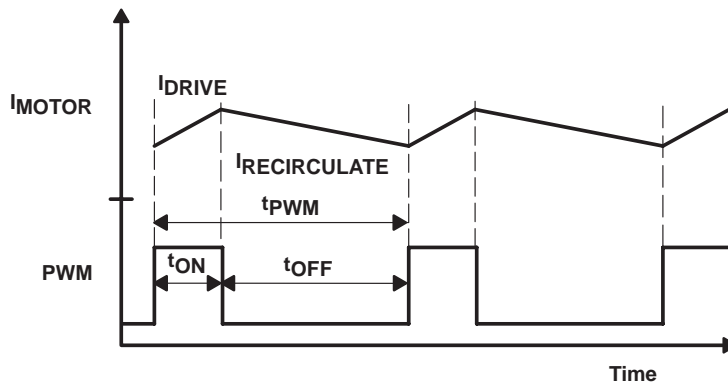 IDRIVE
IMOTOR
IRECIRCULATE
tPWM
PWM
tON
tOFF
Time